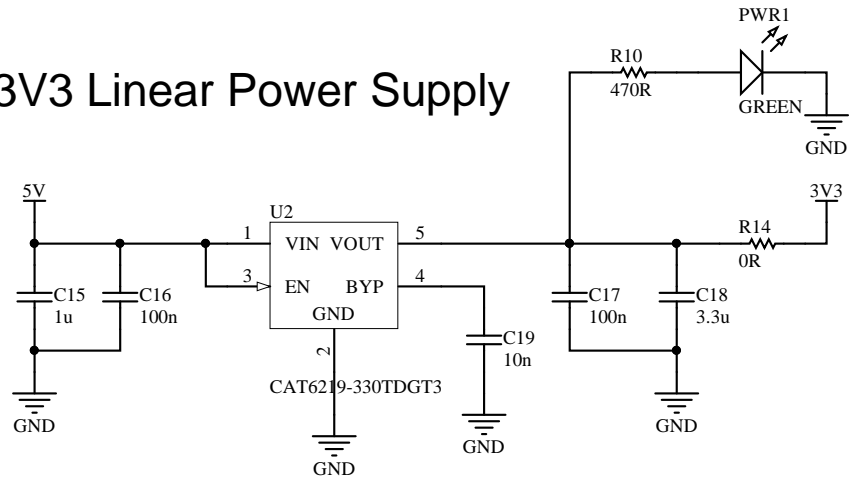 PWR1
R10
470R
GREEN
GND
3V3 Linear Power Supply
5V
3V3
U2
1
VIN VOUT
5
R14
0R
3
EN BYP
4
GND
2
C15
1u
C16
100n
C17
100n
C18
3.3u
C19
10n
CAT6219-330TDGT3
GND
GND
GND
GND